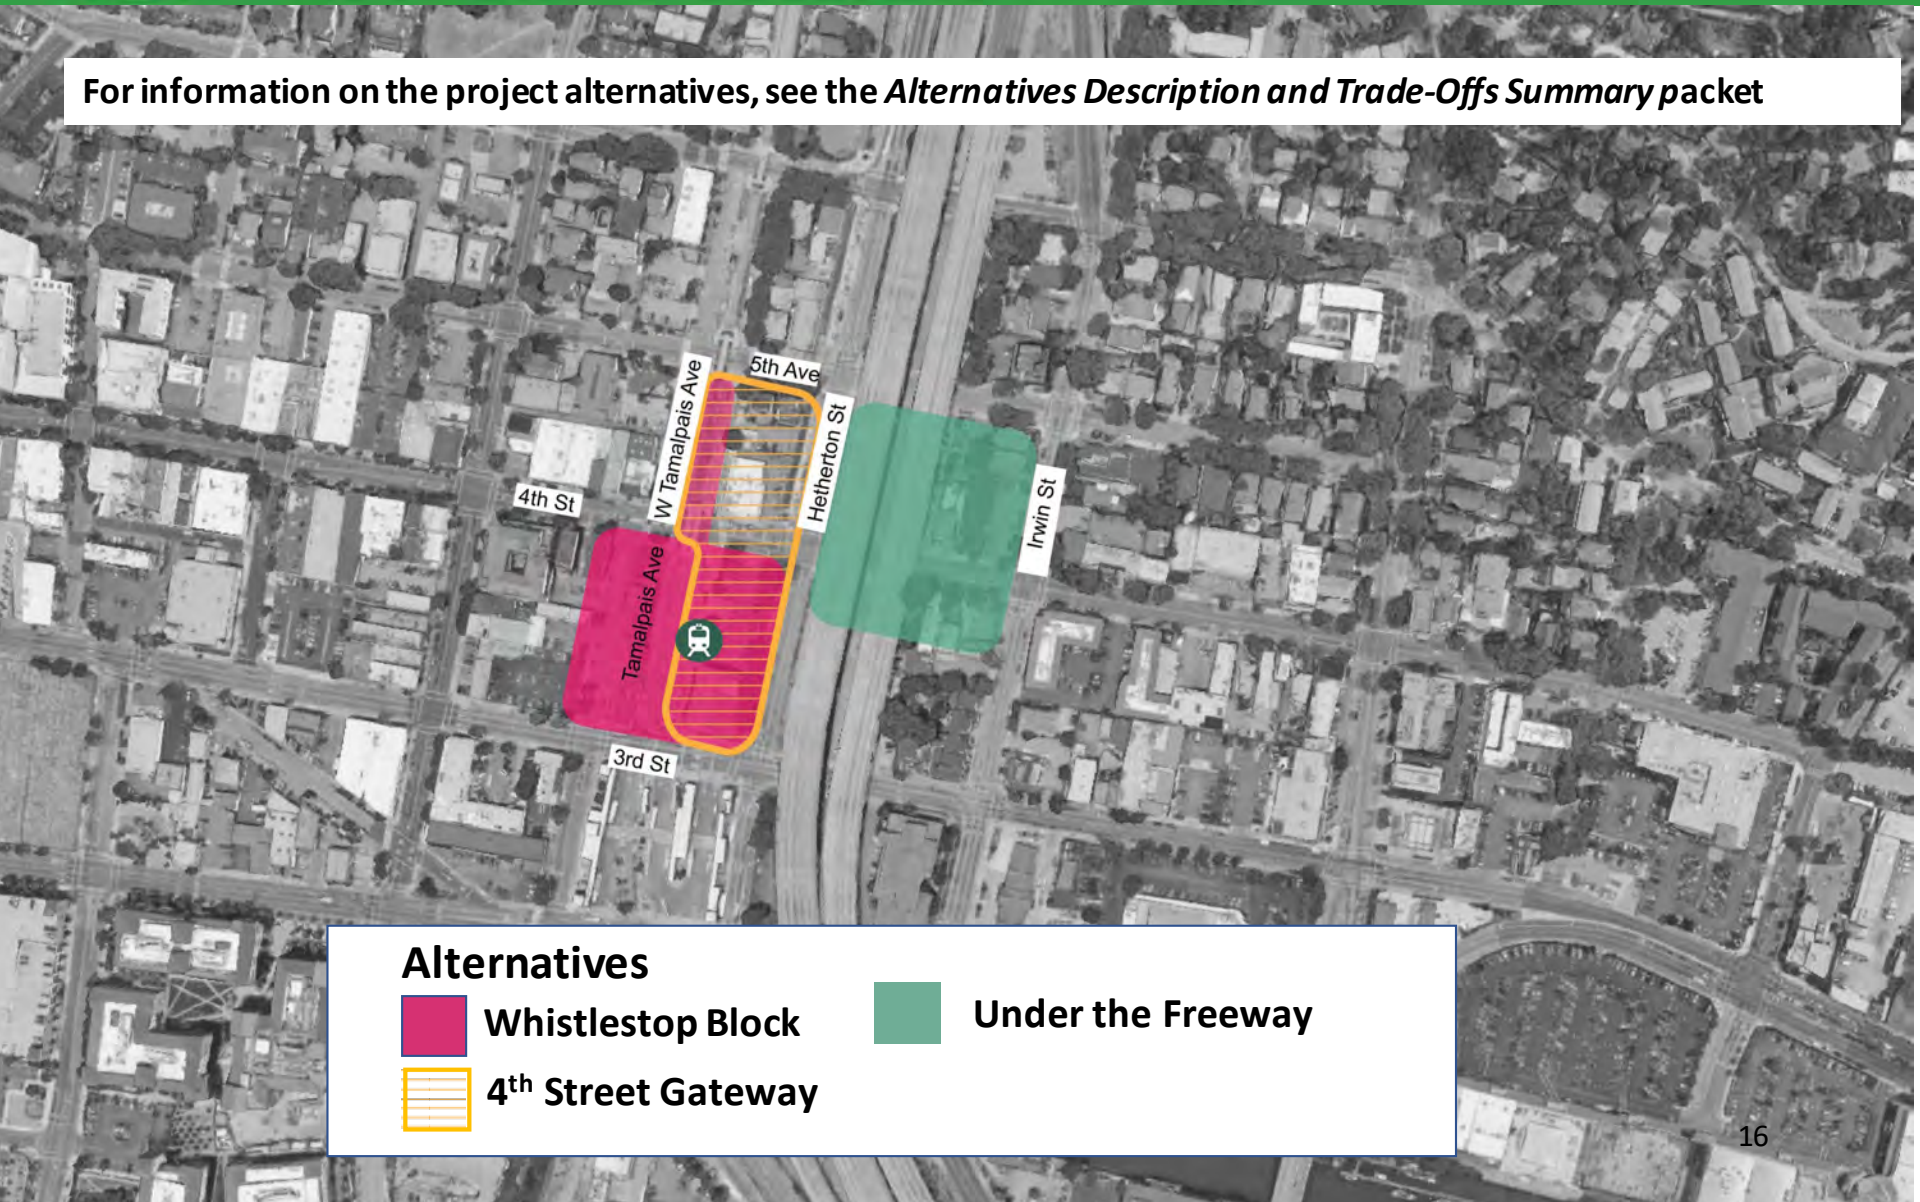 For information on the project alternatives, see the Alternatives Description and Trade-Offs Summary packet
5th Ave
W Tamalpais Ave
Hetherton St
4th St
Irwin St
Tamalpais Ave
3rd St
Alternatives
Whistlestop Block
Under the Freeway
4th Street Gateway
16